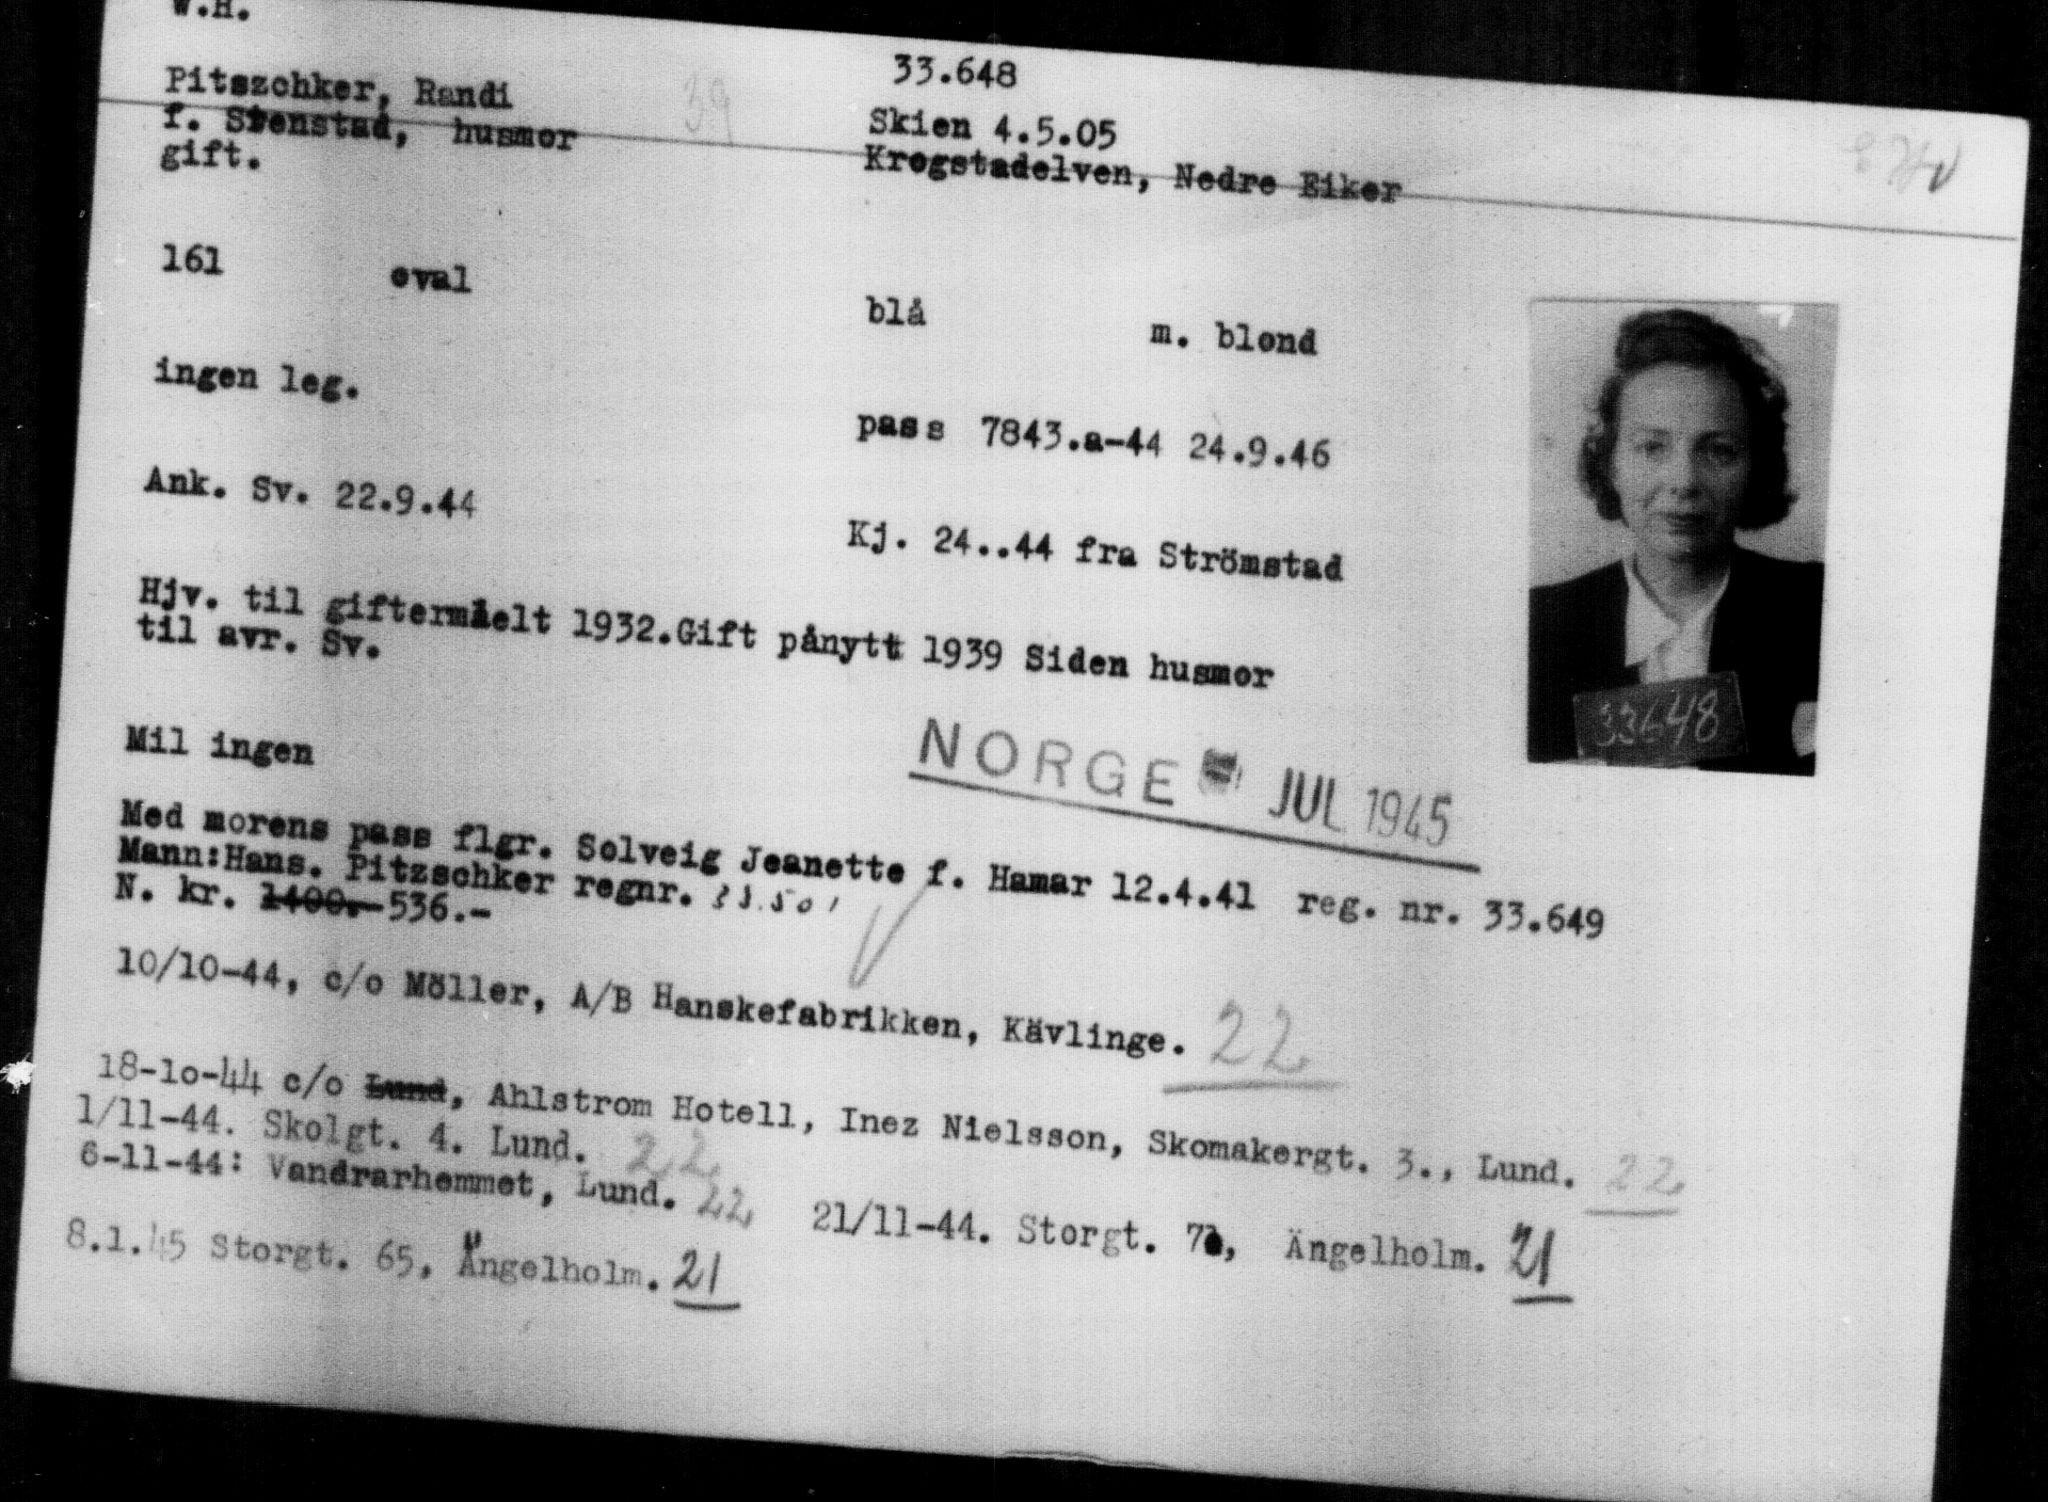 W.H.
33.648
Pitszchker, Randi
39
Skien 4.5.05
f. Stenstad, husmor
Krogstadelven, Nedre Eiker
gift.
161 oval
blå m. blond
ingen leg.
pass 7843.a-44 24.9.46
Ank. Sv. 22.9.44
Kj. 24..44 fra Strömstad
Hjv. til giftermåelt 1932.Gift pånytt 1939 Siden husmor
til avr. Sv.
33648
Mil ingen
NORGE JUL 1945
Med morens pass flgr. Solveig Jeanette f. Hamar 12.4.41 reg. nr. 33.649
Mann:Hans. Pitzschker regnr.
N. kr. 1400.- 536.-
10/10-44, c/o Möller, A/B Hanskefabrikken, Kävlinge. 22
18-10-44 c/o Lund, Ahlstrom Hotell, Inez Nielsson, Skomakergt. 3., Lund. 22
1/11-44. Skolgt. 4. Lund. 22
6-11-44: Vandrarhemmet, Lund. 22 21/11-44. Storgt. , Ängelholm. 21
8.1.45 Storgt. 65, Ängelholm. 21